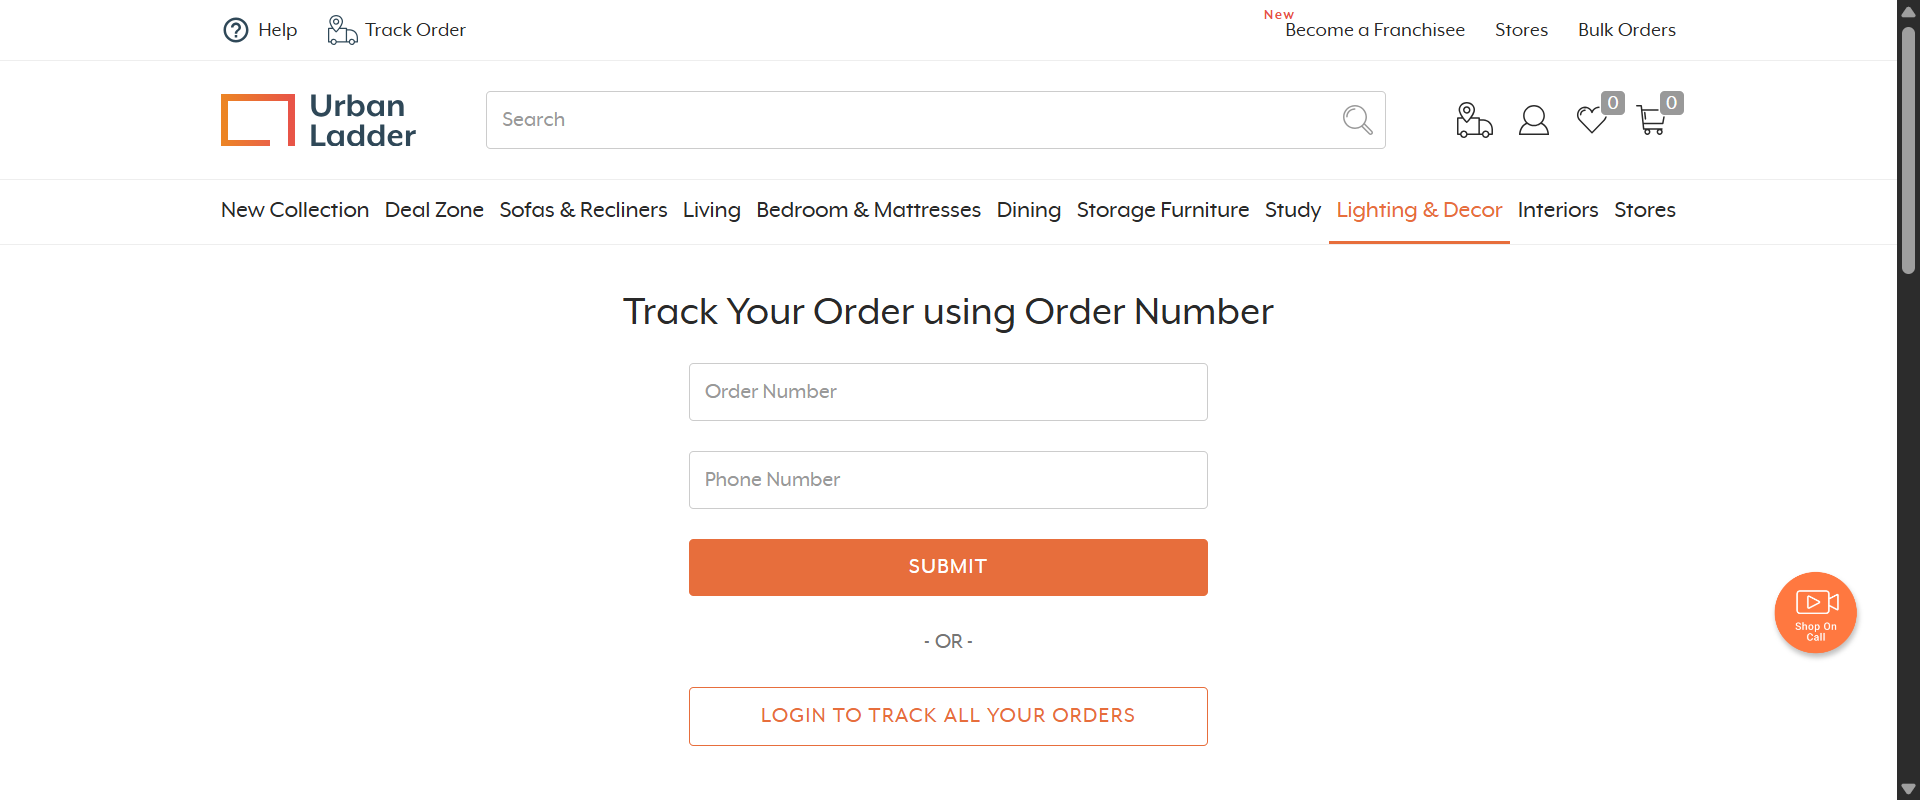 Help Track Order New Become a Franchisee Stores Bulk Orders
Urban
Ladder
Search
0 0
New Collection Deal Zone Sofas & Recliners Living Bedroom & Mattresses Dining Storage Furniture Study Lighting & Decor Interiors Stores
Track Your Order using Order Number
Order Number
Phone Number
SUBMIT
- OR -
Shop On
Call
LOGIN TO TRACK ALL YOUR ORDERS